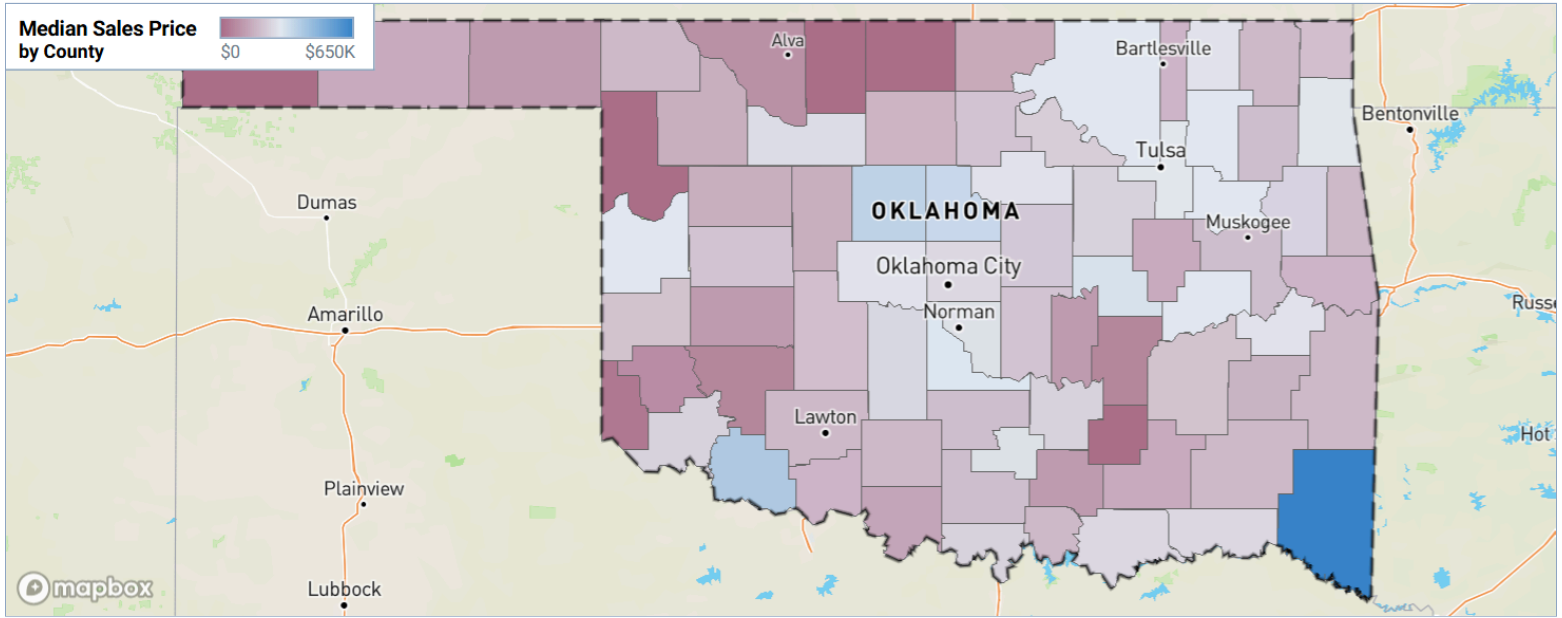 Median Sales Price
by County
$0
$650K
Alva
Bartlesville
Bentonville
Tulsa
Dumas
OKLAHOMA
Muskogee
Oklahoma City
Amarillo
Norman
Russe
Lawton
Hot
Plainview
mapbox
Lubbock